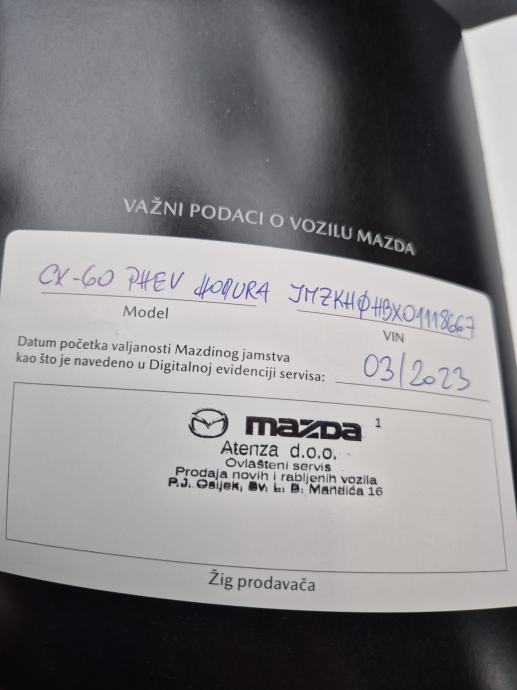 VAŽNI PODACI O VOZILU MAZDA
CX-60 PHEV HOMURA JMZKHØHBX01118667
Model VIN
Datum početka valjanosti Mazdinog jamstva
kao što je navedeno u Digitalnoj evidenciji servisa: 03/2023
mazda 1
Atenza d.o.o.
Ovlašteni servis
Prodaja novih i rabljenih vozila
P.J. Osijek, Sv. L. B. Mandića 16
Žig prodavača